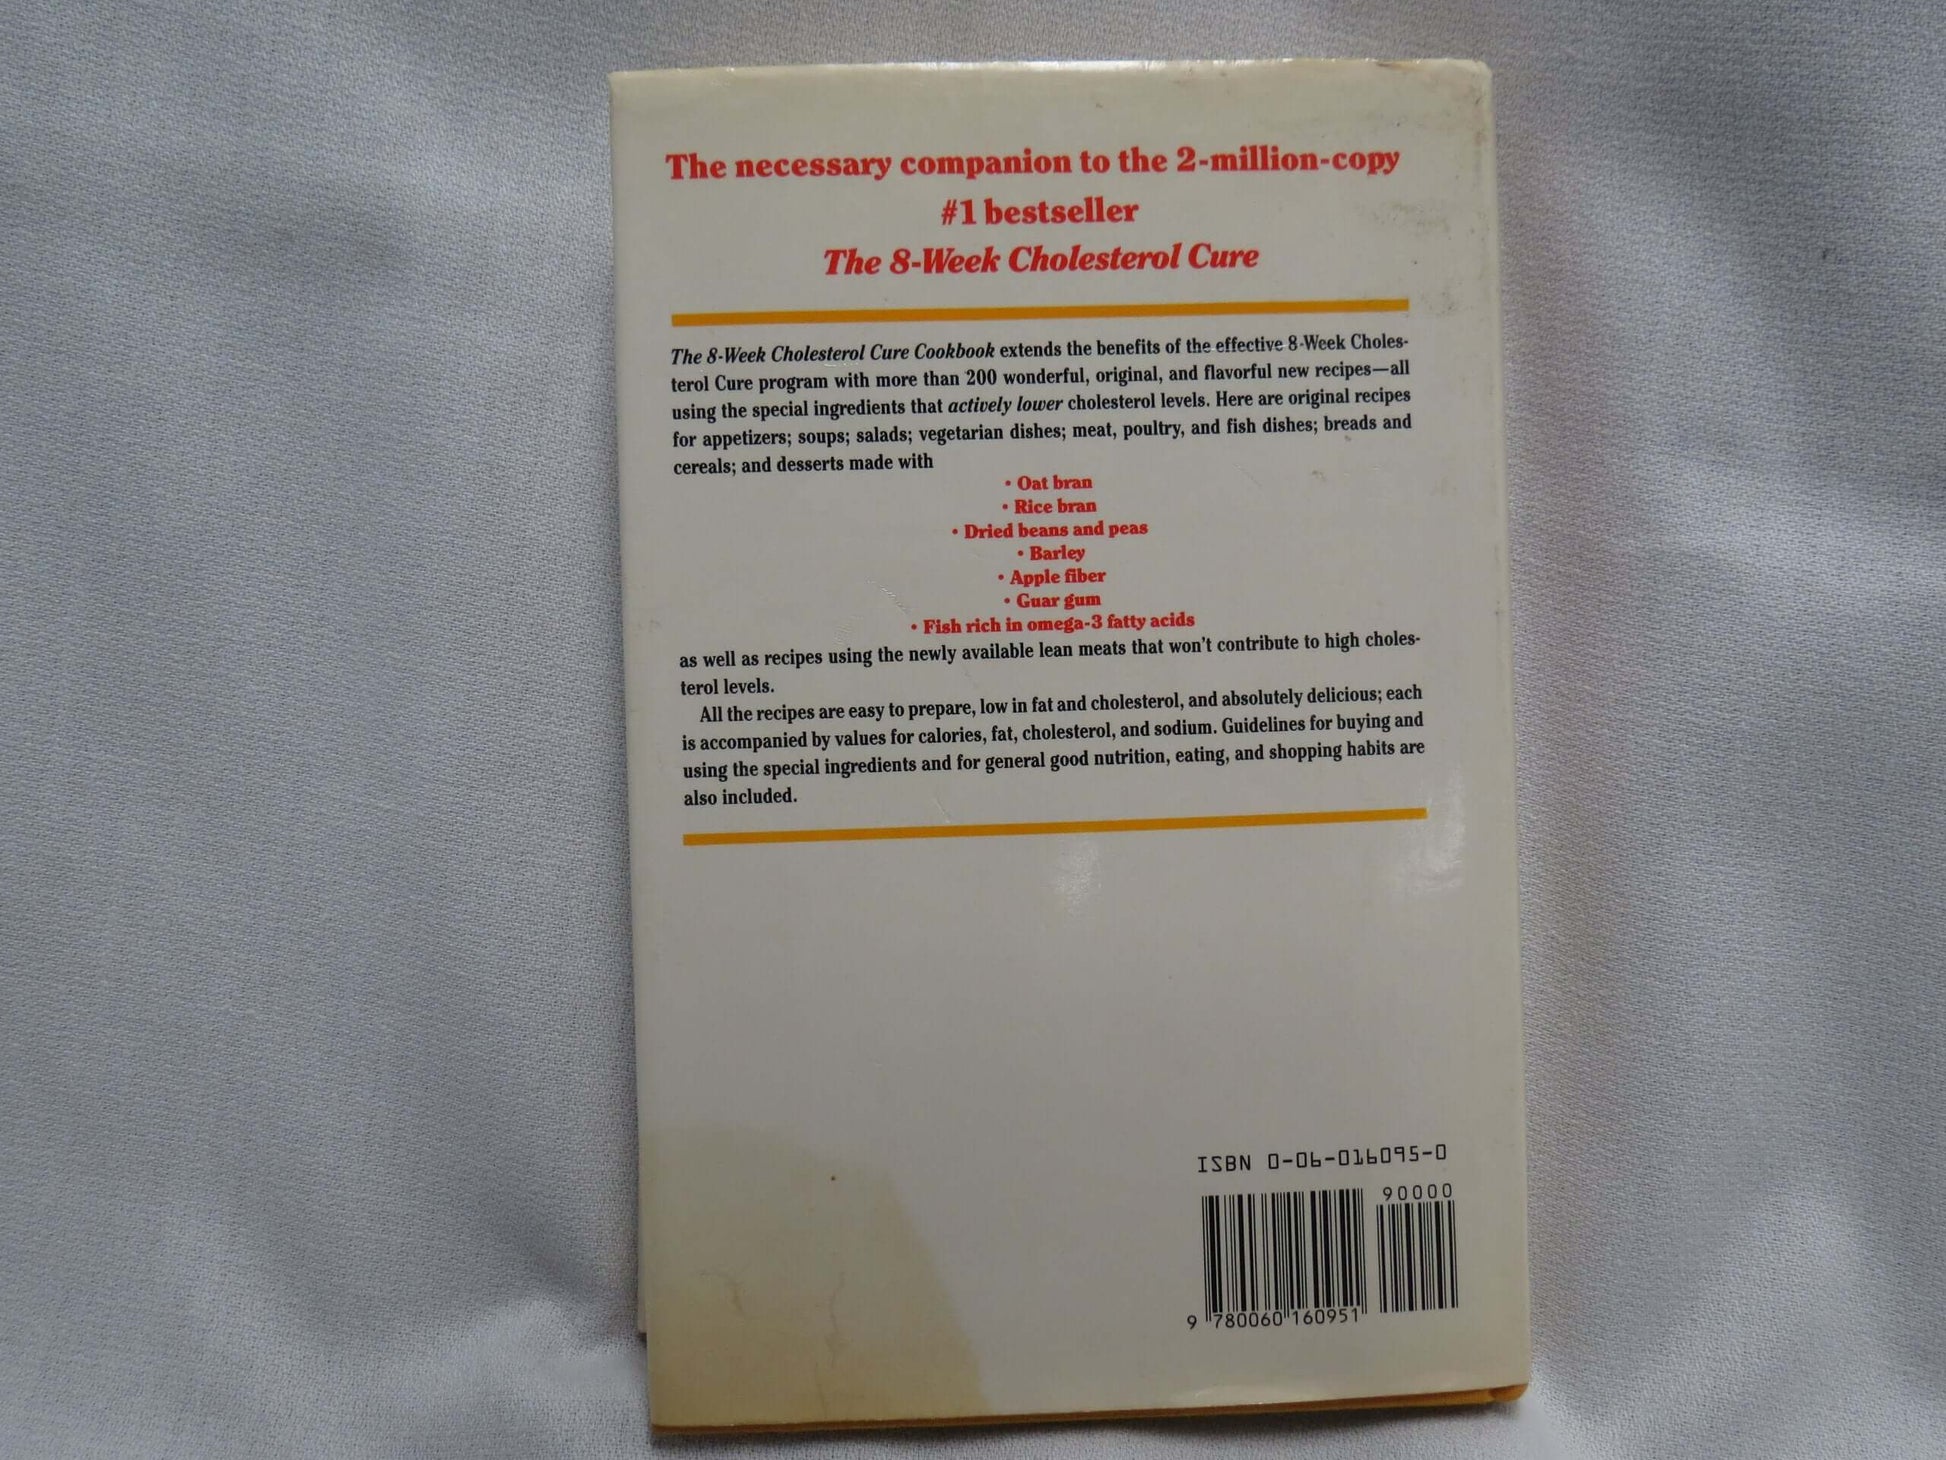 The necessary companion to the 2-million-copy
#1 bestseller
The 8-Week Cholesterol Cure
The 8-Week Cholesterol Cure Cookbook extends the benefits of the effective 8-Week Choles-
terol Cure program with more than 200 wonderful, original, and flavorful new recipes—all
using the special ingredients that actively lower cholesterol levels. Here are original recipes
for appetizers; soups; salads; vegetarian dishes; meat, poultry, and fish dishes; breads and
cereals; and desserts made with
• Oat bran
• Rice bran
• Dried beans and peas
• Barley
• Apple fiber
• Guar gum
• Fish rich in omega-3 fatty acids
as well as recipes using the newly available lean meats that won't contribute to high choles-
terol levels.
All the recipes are easy to prepare, low in fat and cholesterol, and absolutely delicious; each
is accompanied by values for calories, fat, cholesterol, and sodium. Guidelines for buying and
using the special ingredients and for general good nutrition, eating, and shopping habits are
also included.
ISBN 0-06-016095-0
90000
9 780060 160951